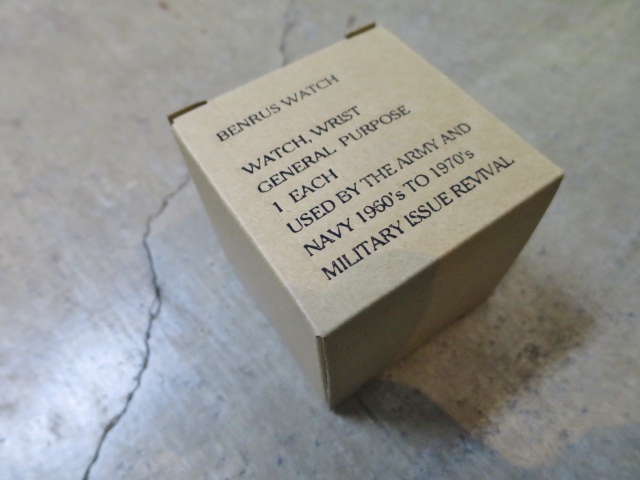 BENRUS WATCH
WATCH, WRIST
GENERAL PURPOSE
1 EACH
USED BY THE ARMY AND
NAVY 1960's TO 1970's
MILITARY ISSUE REVIVAL